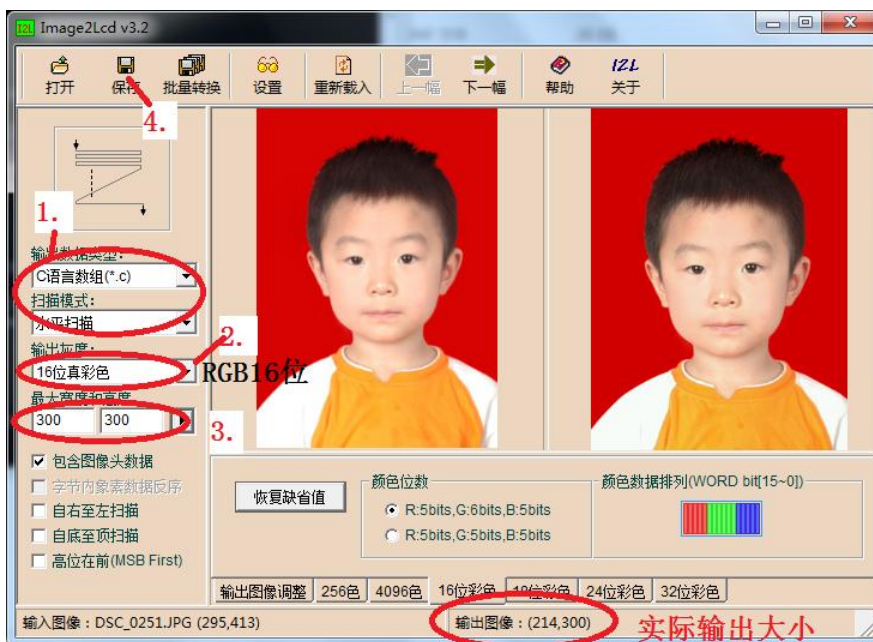 Image2Lcd v3.2
打开 保存 批量转换 设置 重新载入 上一幅 下一幅 帮助 关于
4.
1.
输出数据类型:
C语言数组(*.c)
扫描模式:
水平扫描
2.
输出灰度:
16位真彩色
RGB16位
最大宽度和高度
300 300
3.
包含图像头数据
字节内象素数据反序
自右至左扫描
自底至顶扫描
高位在前(MSB First)
恢复缺省值
颜色位数
R:5bits,G:6bits,B:5bits
R:5bits,G:5bits,B:5bits
颜色数据排列(WORD bit[15~0])
输出图像调整 256色 4096色 16位彩色 18位彩色 24位彩色 32位彩色
输入图像:DSC_0251.JPG (295,413)
输出图像:(214,300)
实际输出大小